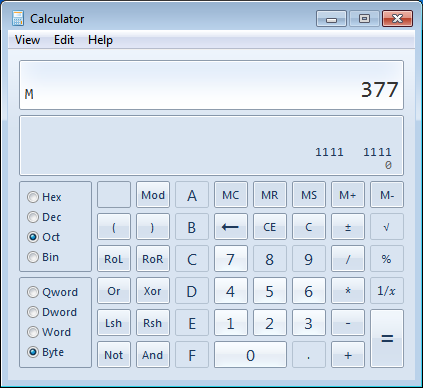 Calculator
View Edit Help
M 377
1111 1111
0
Hex Mod A MC MR MS M+ M-
Dec ( ) B ← CE C ± √
Oct RoL RoR C 7 8 9 / %
Bin
Qword Or Xor D 4 5 6 * 1/x
Dword Lsh Rsh E 1 2 3 - =
Word
Byte Not And F 0 . +